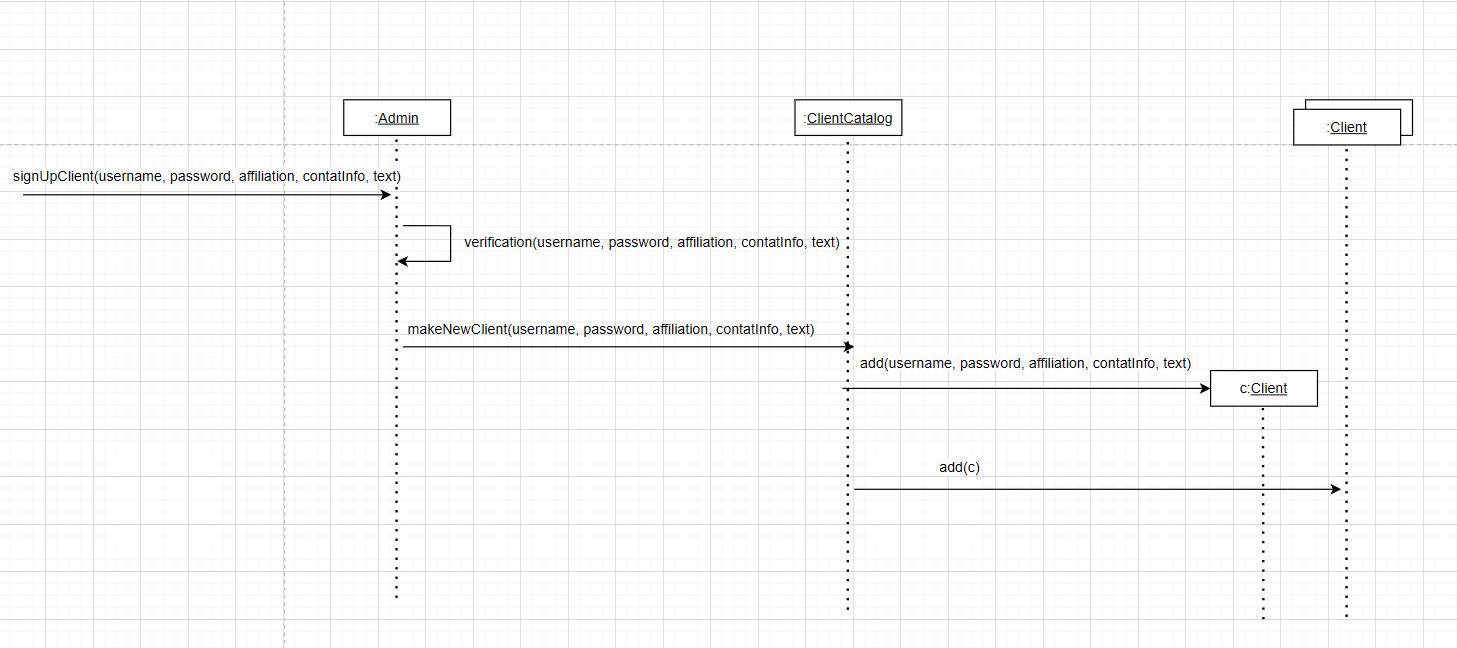 :Admin
:ClientCatalog
:Client
signUpClient(username, password, affiliation, contatInfo, text)
verification(username, password, affiliation, contatInfo, text)
makeNewClient(username, password, affiliation, contatInfo, text)
add(username, password, affiliation, contatInfo, text)
c:Client
add(c)